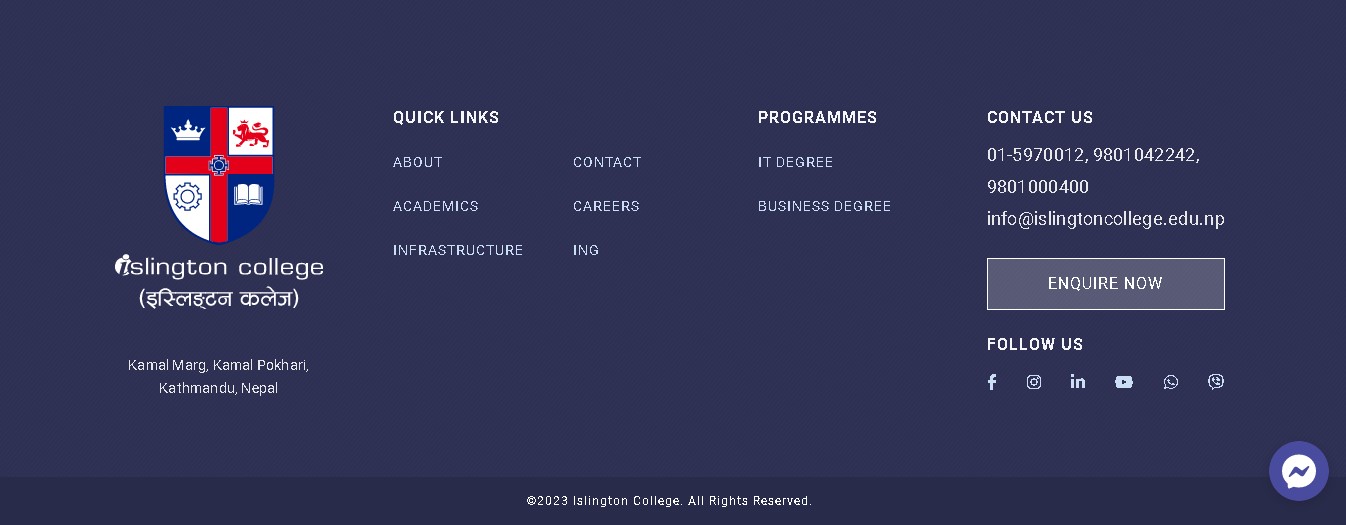 islington college
(इस्लिङ्टन कलेज)
Kamal Marg, Kamal Pokhari,
Kathmandu, Nepal
QUICK LINKS
ABOUT
ACADEMICS
INFRASTRUCTURE
CONTACT
CAREERS
ING
PROGRAMMES
IT DEGREE
BUSINESS DEGREE
CONTACT US
01-5970012, 9801042242,
9801000400
info@islingtoncollege.edu.np
ENQUIRE NOW
FOLLOW US
©2023 Islington College. All Rights Reserved.